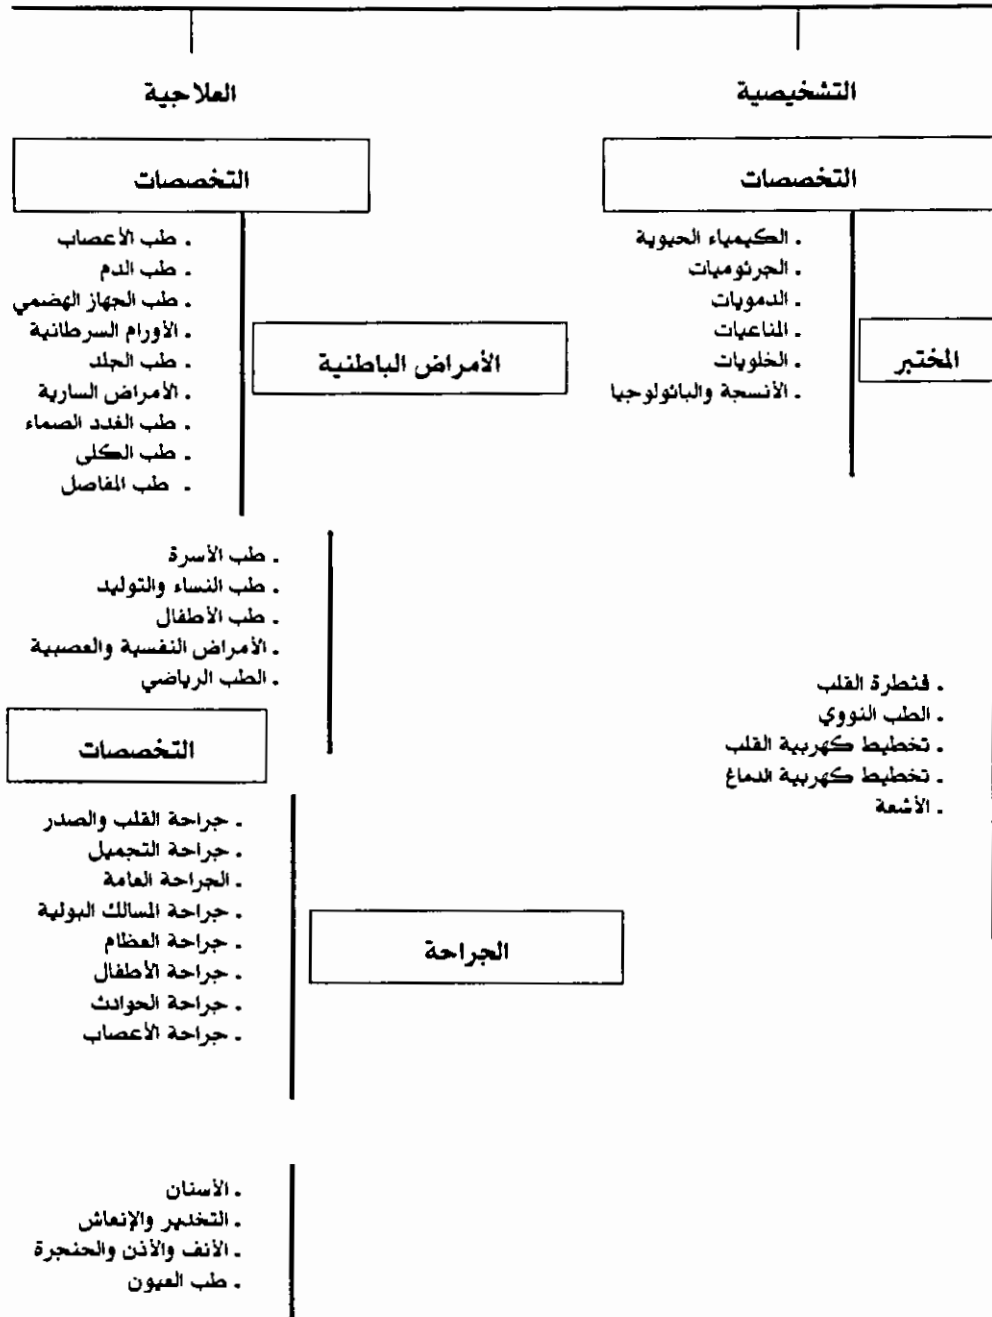 التشخيصية
التخصصات
. الكيمياء الحيوية
. الجرثوميات
. الدمويات
. المناعيات
. الخلويات
. الأنسجة والباثولوجيا
المختبر
. قثطرة القلب
. الطب النووي
. تخطيط كهربية القلب
. تخطيط كهربية الدماغ
. الأشعة
العلاجية
التخصصات
. طب الأعصاب
. طب الدم
. طب الجهاز الهضمي
. الأورام السرطانية
. طب الجلد
. الأمراض السارية
. طب الغدد الصماء
. طب الكلى
. طب المفاصل
الأمراض الباطنية
. طب الأسرة
. طب النساء والتوليد
. طب الأطفال
. الأمراض النفسية والعصبية
. الطب الرياضي
التخصصات
. جراحة القلب والصدر
. جراحة التجميل
. الجراحة العامة
. جراحة المسالك البولية
. جراحة العظام
. جراحة الأطفال
. جراحة الحوادث
. جراحة الأعصاب
الجراحة
. الأسنان
. التخدير والإنعاش
. الأنف والأذن والحنجرة
. طب العيون